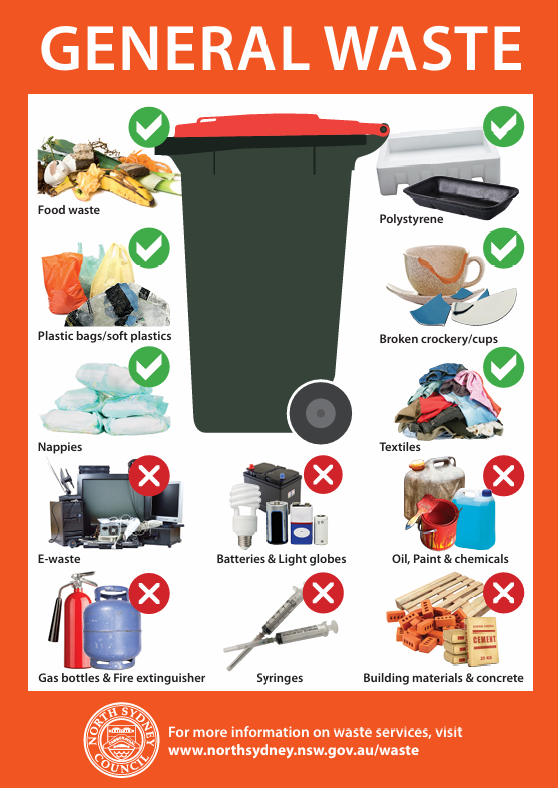 GENERAL WASTE
Food waste
Polystyrene
Plastic bags/soft plastics
Broken crockery/cups
Nappies
Textiles
E-waste
Batteries & Light globes
Oil, Paint & chemicals
CEMENT
Gas bottles & Fire extinguisher
Syringes
Building materials & concrete
NORTH SYDNEY
COUNCIL
For more information on waste services, visit
www.northsydney.nsw.gov.au/waste